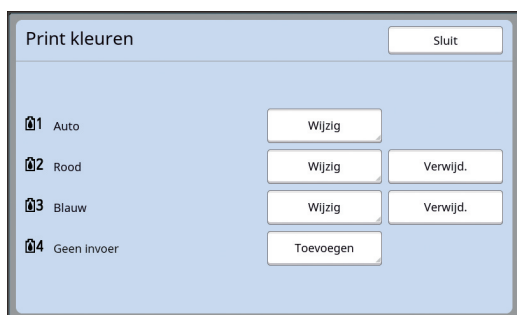 Print kleuren Sluit
1 Auto Wijzig
2 Rood Wijzig Verwijd.
3 Blauw Wijzig Verwijd.
4 Geen invoer Toevoegen